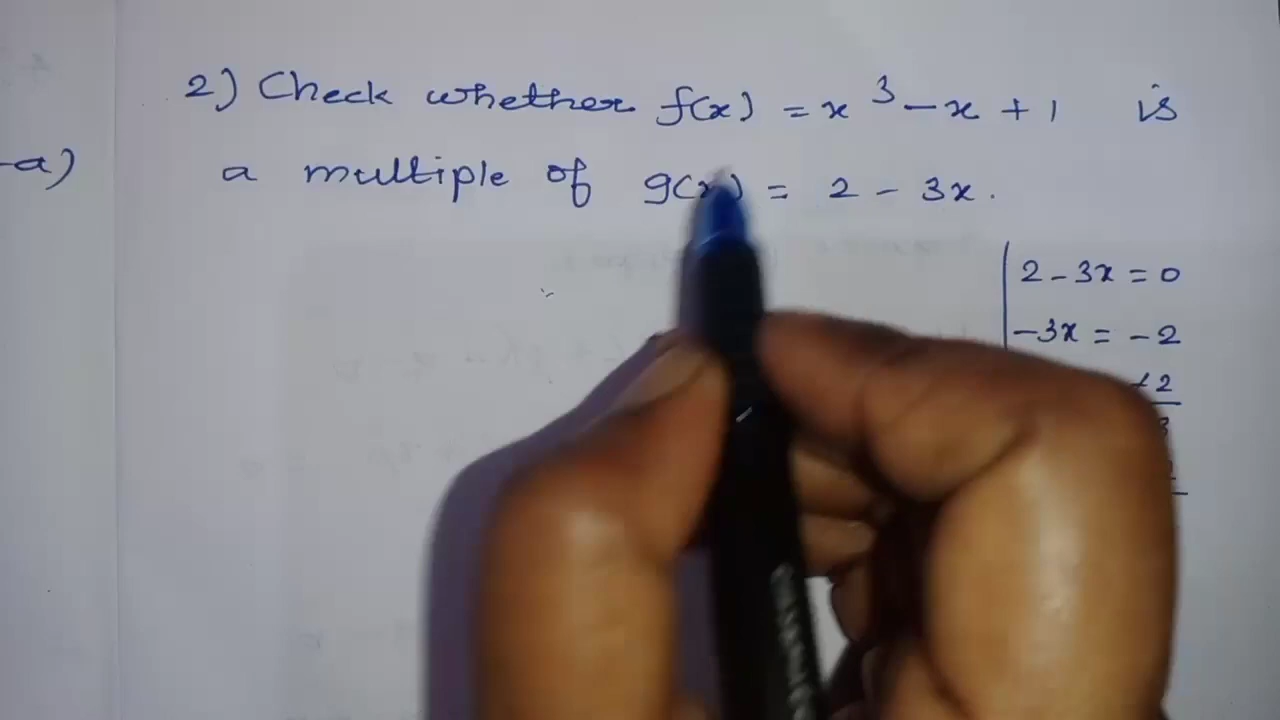 2) Check whether f(x) = x³ - x + 1 is
-a)
a multiple of g(x) = 2 - 3x.
2 - 3x = 0
-3x = -2